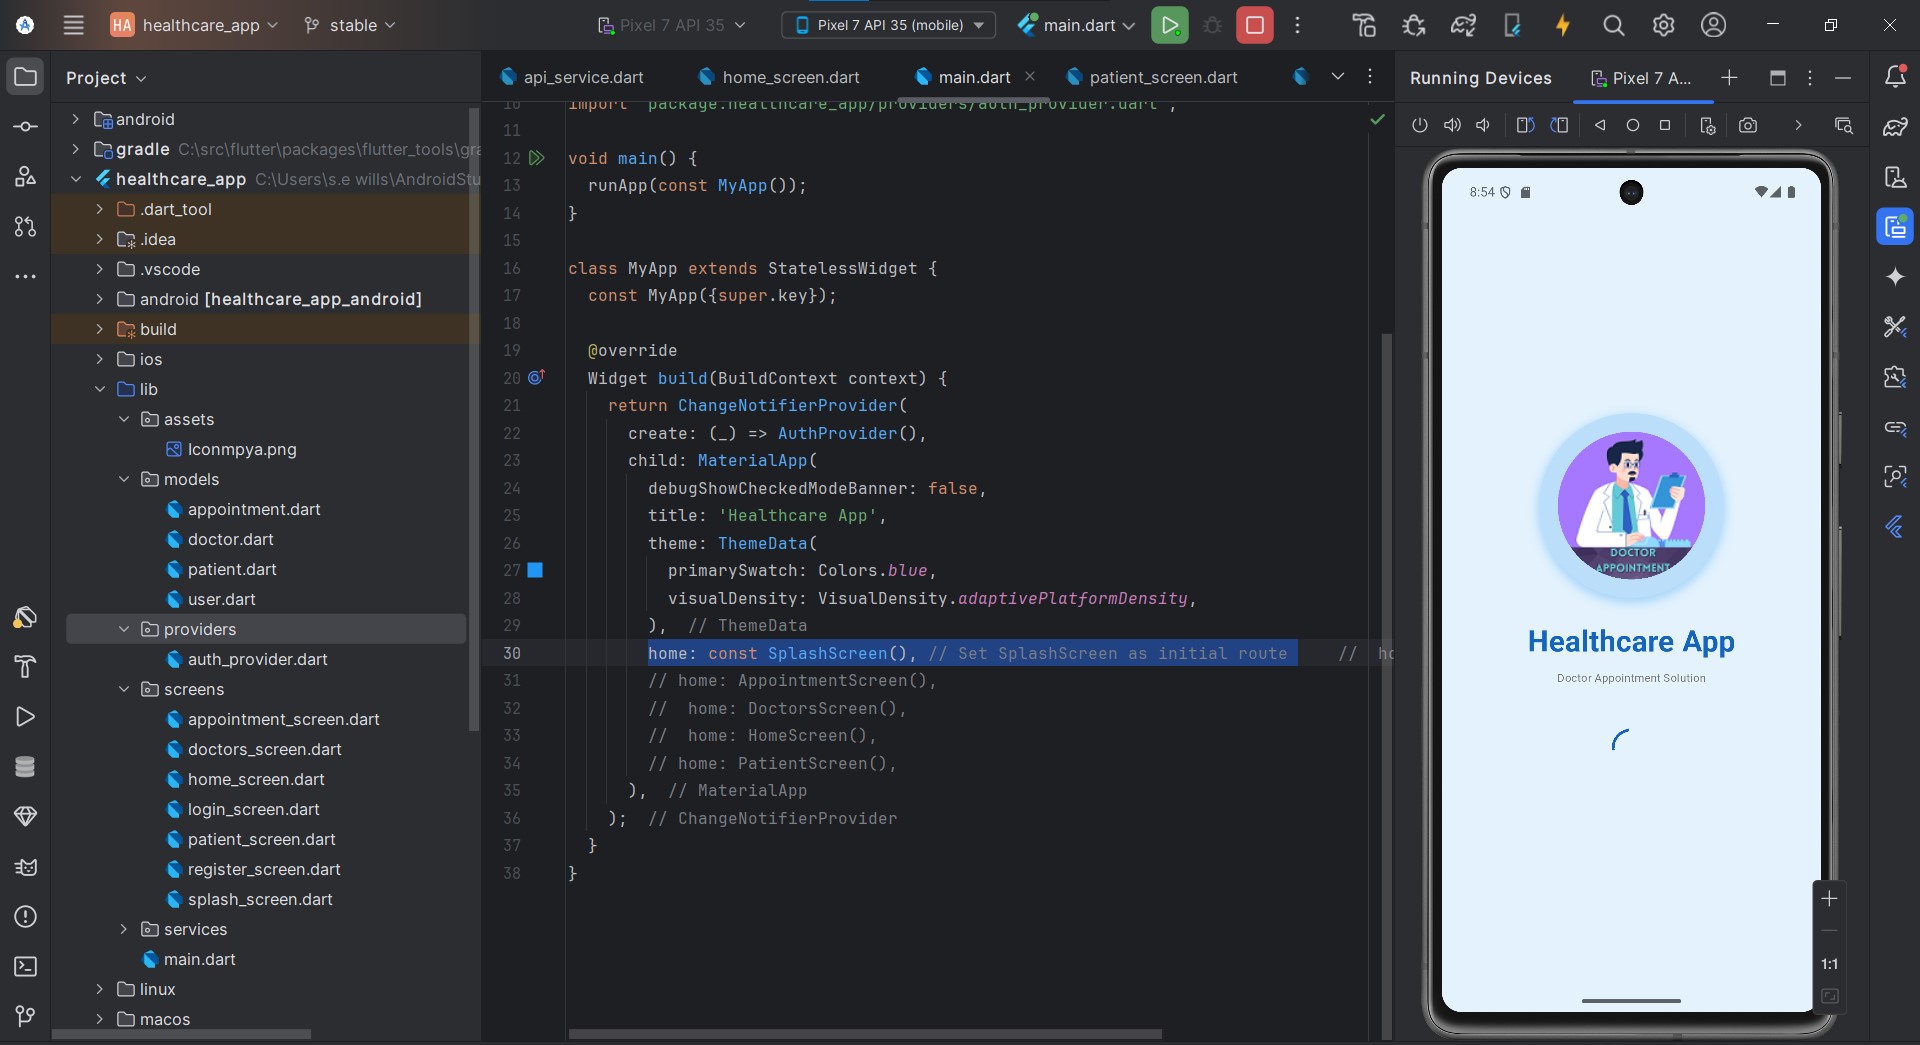 HA healthcare_app stable Pixel 7 API 35 Pixel 7 API 35 (mobile) main.dart
Project
android
gradle C:\src\flutter\packages\flutter_tools\gra
healthcare_app C:\Users\s.e wills\AndroidStu
.dart_tool
.idea
.vscode
android [healthcare_app_android]
build
ios
lib
assets
Iconmpya.png
models
appointment.dart
doctor.dart
patient.dart
user.dart
providers
auth_provider.dart
screens
appointment_screen.dart
doctors_screen.dart
home_screen.dart
login_screen.dart
patient_screen.dart
register_screen.dart
splash_screen.dart
services
main.dart
linux
macos
api_service.dart home_screen.dart main.dart patient_screen.dart
10 import 'package:healthcare_app/providers/auth_provider.dart';
11
12 void main() {
13 runApp(const MyApp());
14 }
15
16 class MyApp extends StatelessWidget {
17 const MyApp({super.key});
18
19 @override
20 Widget build(BuildContext context) {
21 return ChangeNotifierProvider(
22 create: (_) => AuthProvider(),
23 child: MaterialApp(
24 debugShowCheckedModeBanner: false,
25 title: 'Healthcare App',
26 theme: ThemeData(
27 primarySwatch: Colors.blue,
28 visualDensity: VisualDensity.adaptivePlatformDensity,
29 ), // ThemeData
30 home: const SplashScreen(), // Set SplashScreen as initial route // ho
31 // home: AppointmentScreen(),
32 // home: DoctorsScreen(),
33 // home: HomeScreen(),
34 // home: PatientScreen(),
35 ), // MaterialApp
36 ); // ChangeNotifierProvider
37 }
38 }
Running Devices Pixel 7 A...
8:54
DOCTOR
APPOINTMENT
Healthcare App
Doctor Appointment Solution
1:1